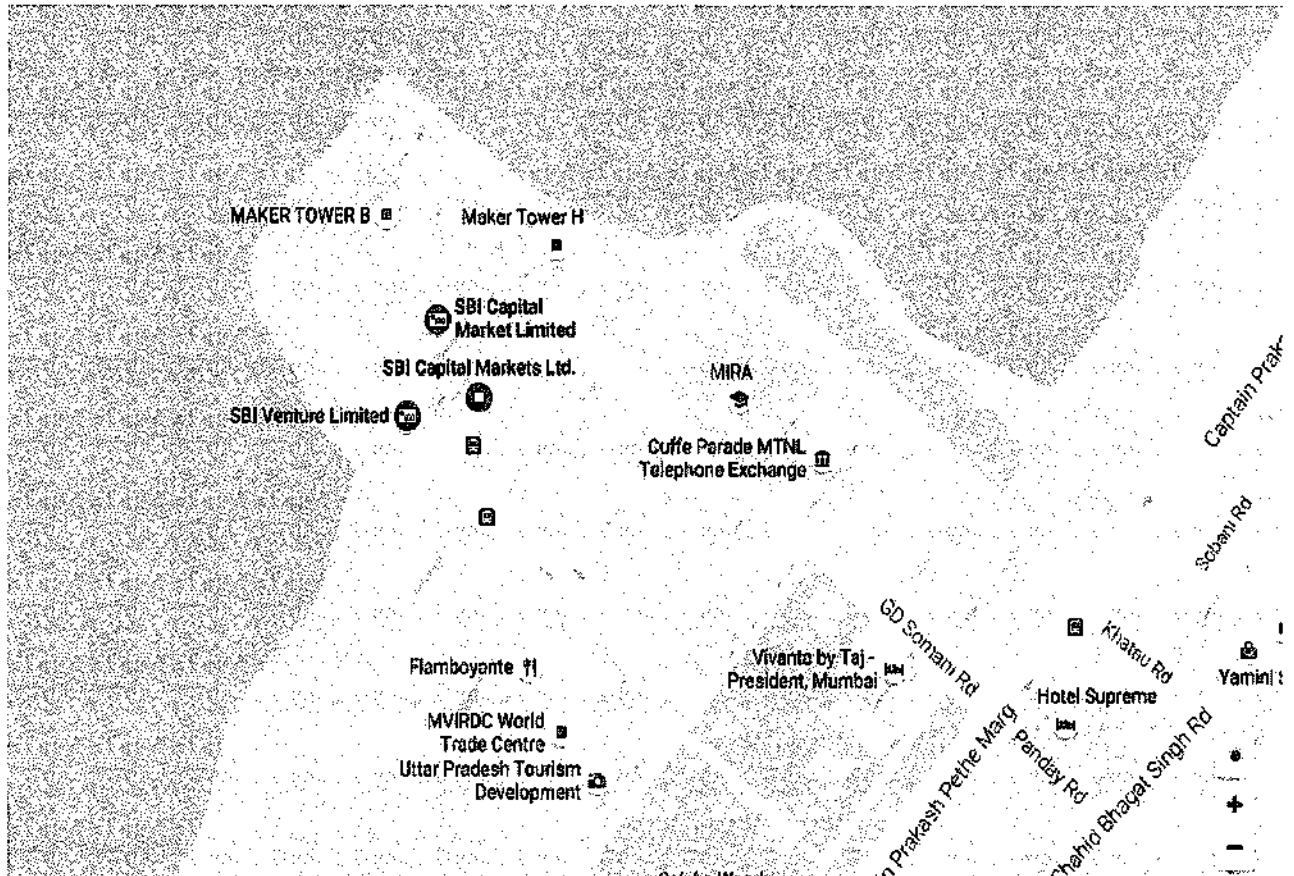 MAKER TOWER B
Maker Tower H
SBI Capital
Market Limited
SBI Capital Markets Ltd.
SBI Venture Limited
MIRA
Cuffe Parade MTNL
Telephone Exchange
Captain Prak
Sobani Rd
GD Somani Rd
Khatau Rd
Flamboyante
Vivanta by Taj -
President, Mumbai
Yamini S
Hotel Supreme
MVIRDC World
Trade Centre
Uttar Pradesh Tourism
Development
Panday Rd
n Prakash Pethe Marg
Shahid Bhagat Singh Rd
+
−